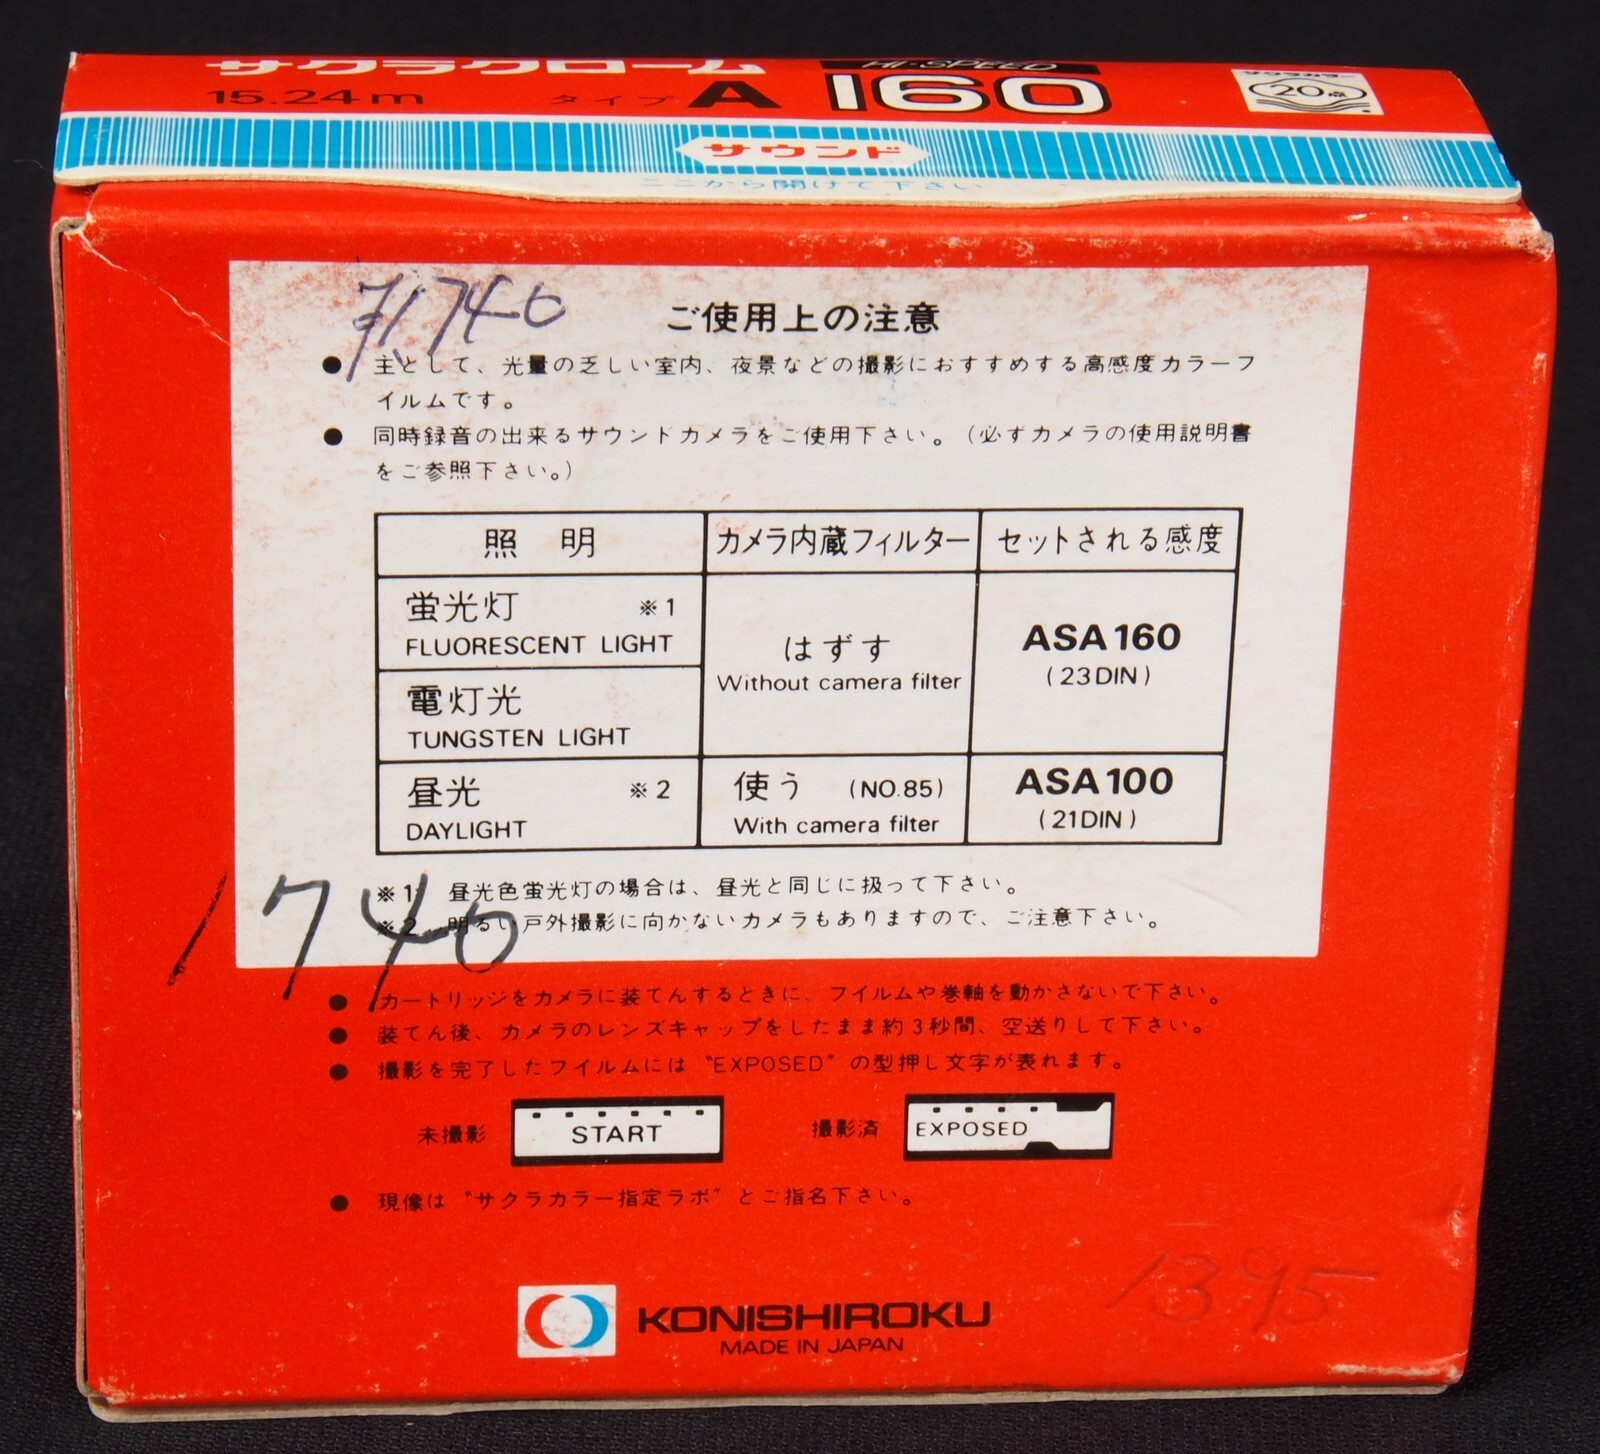 サクラクローム
HI-SPEED
15.24m タイプ A 160
サクラカラー
20点
サウンド
ここから開けて下さい
¥1,740
ご使用上の注意
● 主として、光量の乏しい室内、夜景などの撮影におすすめする高感度カラーフ
イルムです。
● 同時録音の出来るサウンドカメラをご使用下さい。(必ずカメラの使用説明書
をご参照下さい。)
照 明 カメラ内蔵フィルター セットされる感度
蛍光灯 ※1
FLUORESCENT LIGHT
はずす
Without camera filter
ASA160
(23DIN)
電灯光
TUNGSTEN LIGHT
昼光 ※2
DAYLIGHT
使う (NO.85)
With camera filter
ASA100
(21DIN)
※1 昼光色蛍光灯の場合は、昼光と同じに扱って下さい。
※2 明るい戸外撮影に向かないカメラもありますので、ご注意下さい。
1740
● カートリッジをカメラに装てんするときに、フイルムや巻軸を動かさないで下さい。
● 装てん後、カメラのレンズキャップをしたまま約3秒間、空送りして下さい。
● 撮影を完了したフイルムには "EXPOSED" の型押し文字が表れます。
未撮影 START 撮影済 EXPOSED
● 現像は "サクラカラー指定ラボ" とご指名下さい。
1395
KONISHIROKU
MADE IN JAPAN